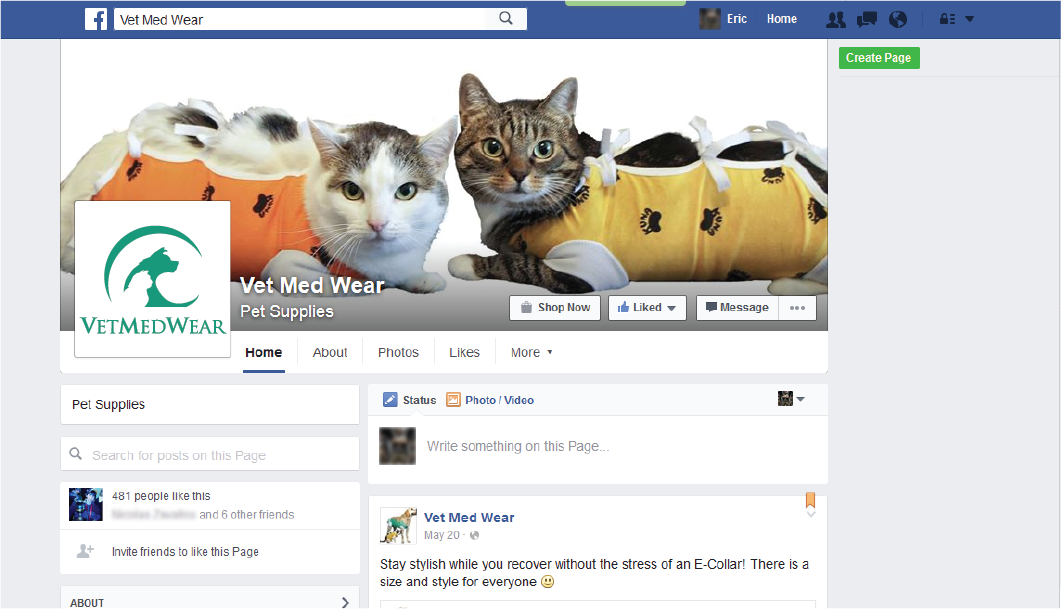 Vet Med Wear
Eric Home
Create Page
VETMEDWEAR
Vet Med Wear
Pet Supplies
Shop Now Liked Message
Home About Photos Likes More
Pet Supplies
Search for posts on this Page
481 people like this
and 6 other friends
Invite friends to like this Page
ABOUT
Status Photo / Video
Write something on this Page...
Vet Med Wear
May 20 ·
Stay stylish while you recover without the stress of an E-Collar! There is a
size and style for everyone